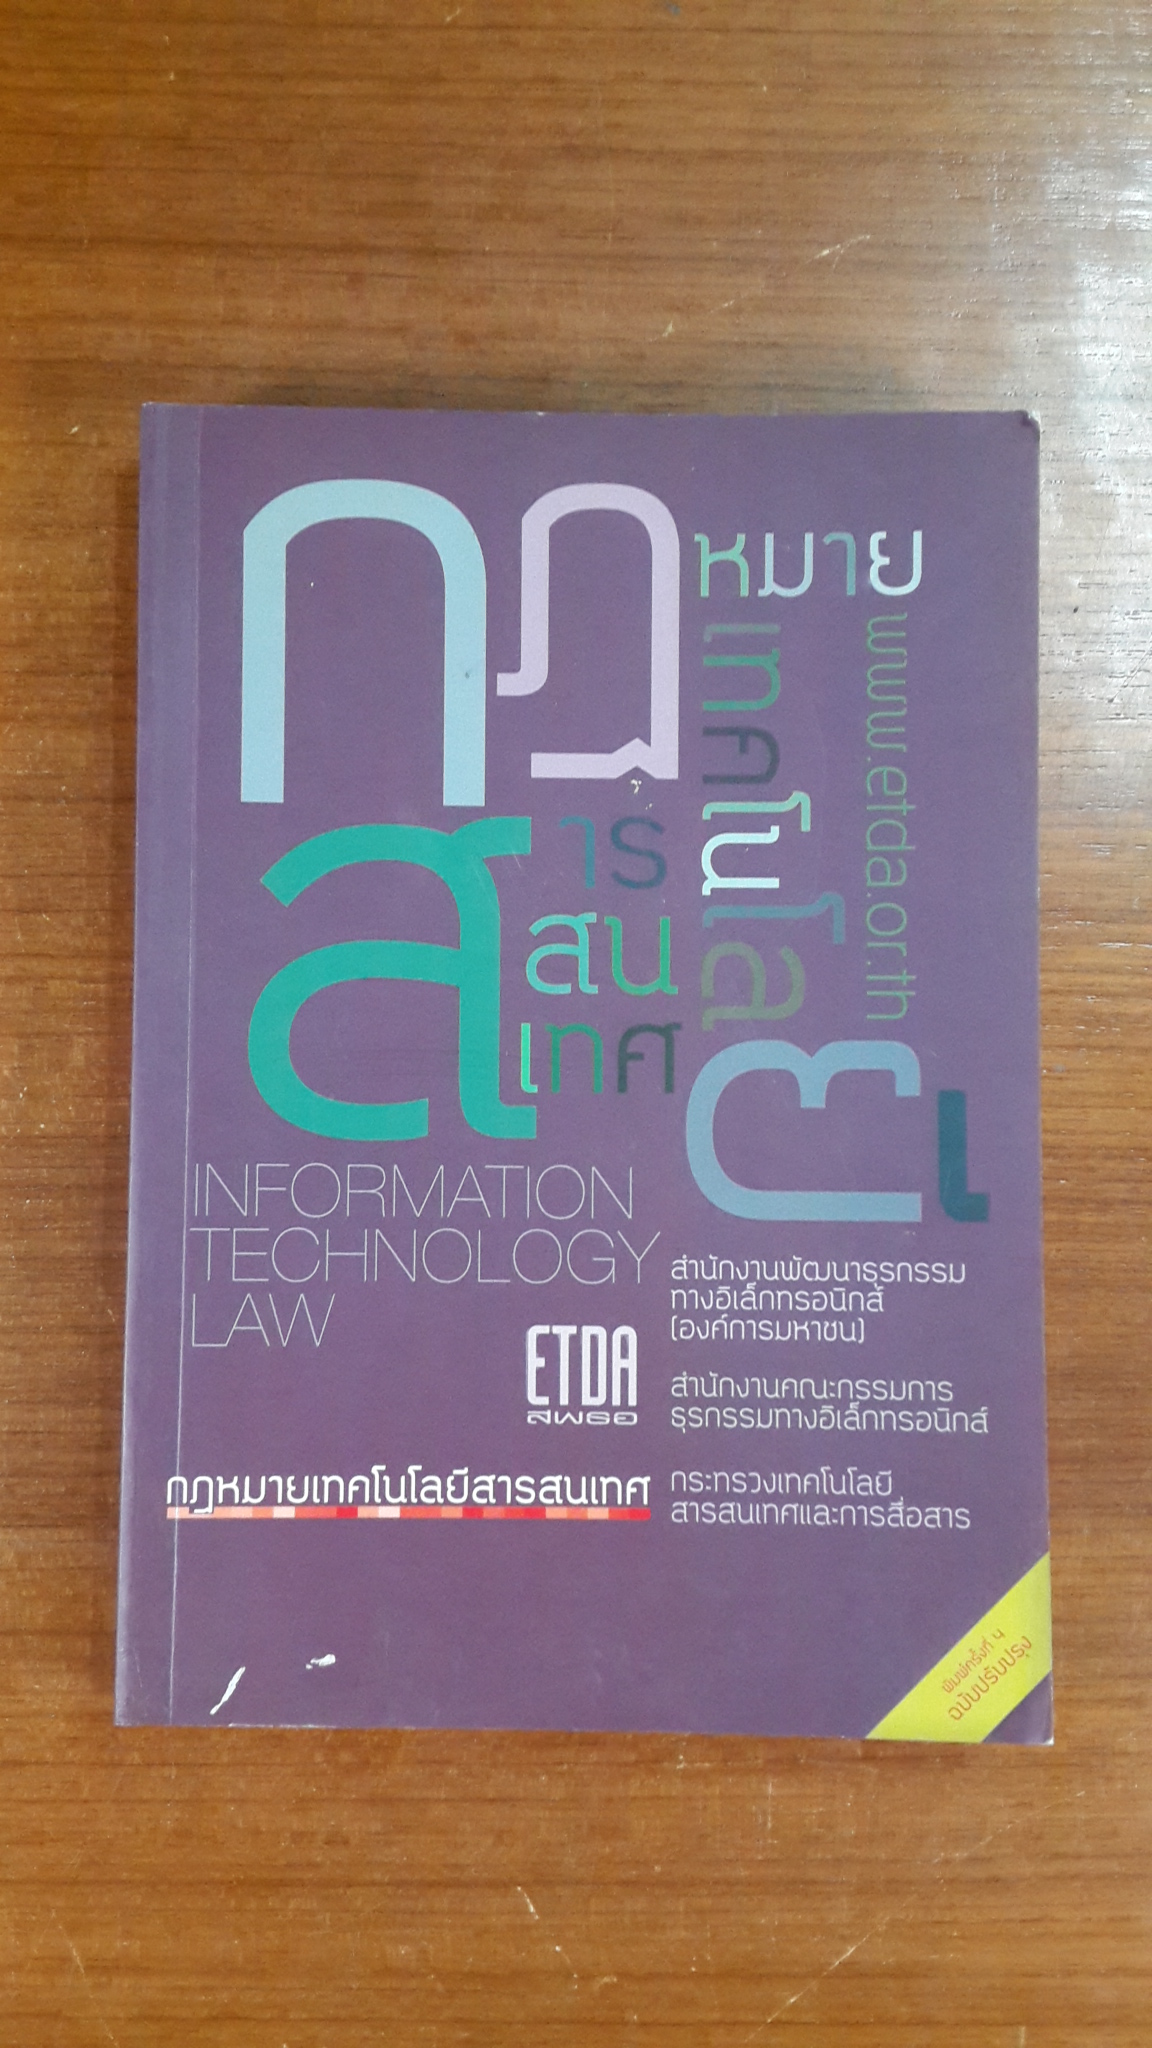 กฎหมาย
เทคโนโลยี
สารสนเทศ
www.etda.or.th
INFORMATION
TECHNOLOGY
LAW
ETDA
สพธอ
กฎหมายเทคโนโลยีสารสนเทศ
สำนักงานพัฒนาธุรกรรม
ทางอิเล็กทรอนิกส์
(องค์การมหาชน)
สำนักงานคณะกรรมการ
ธุรกรรมทางอิเล็กทรอนิกส์
กระทรวงเทคโนโลยี
สารสนเทศและการสื่อสาร
พิมพ์ครั้งที่ ๔
ฉบับปรับปรุง